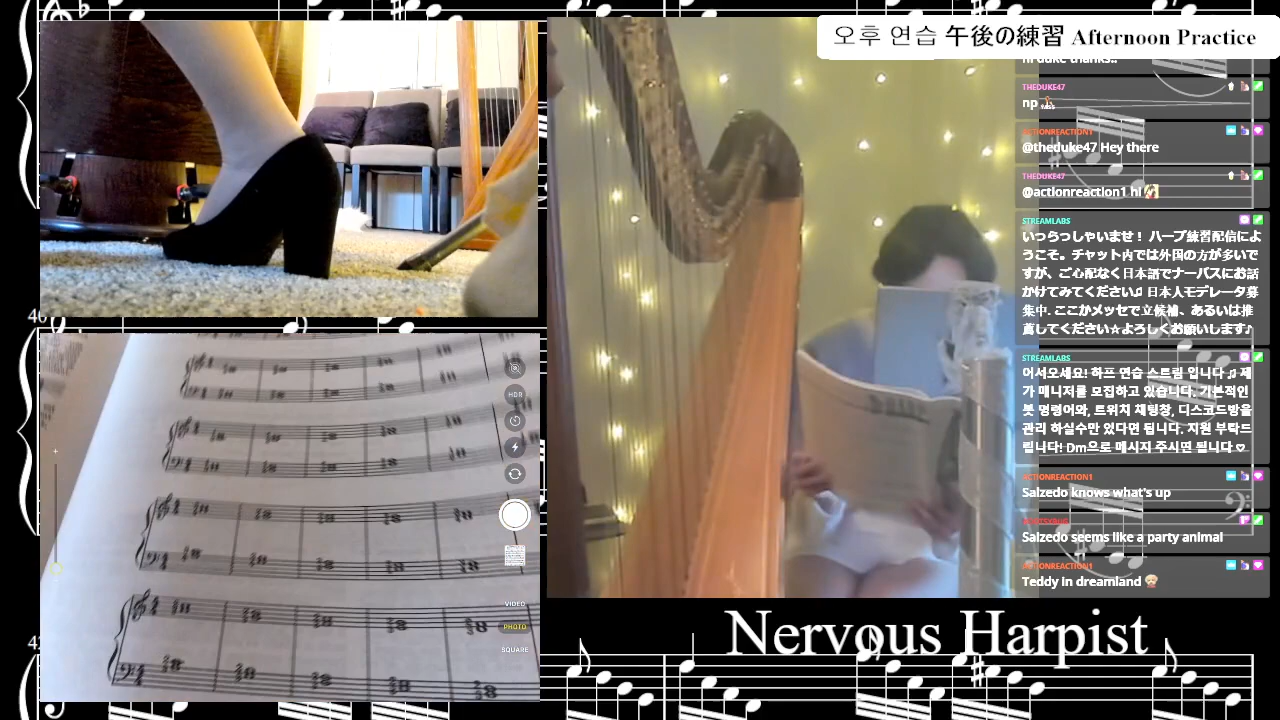 오후 연습 午後の練習 Afternoon Practice
hi duke thanks..
THEDUKE47
np
ACTIONREACTION1
@theduke47 Hey there
THEDUKE47
@actionreaction1 hi
STREAMLABS
いらっしゃいませ！ ハープ練習配信によ
うこそ。チャット内では外国の方が多いで
すが、ご心配なく日本語でナーバスにお話
かけてみてください♫ 日本人モデレータ募
集中. ここかメッセで立候補、あるいは推
薦してください☆よろしくお願いします♪
STREAMLABS
어서오세요! 하프 연습 스트림 입니다 ♫ 제
가 매니저를 모집하고 있습니다. 기본적인
봇 명령어와, 트위치 채팅창, 디스코드방을
관리 하실수만 있다면 됩니다. 지원 부탁드
립니다! Dm으로 메시지 주시면 됩니다 ♡
ACTIONREACTION1
Salzedo knows what's up
Salzedo seems like a party animal
ACTIONREACTION1
Teddy in dreamland
HDR
VIDEO
PHOTO
SQUARE
Nervous Harpist